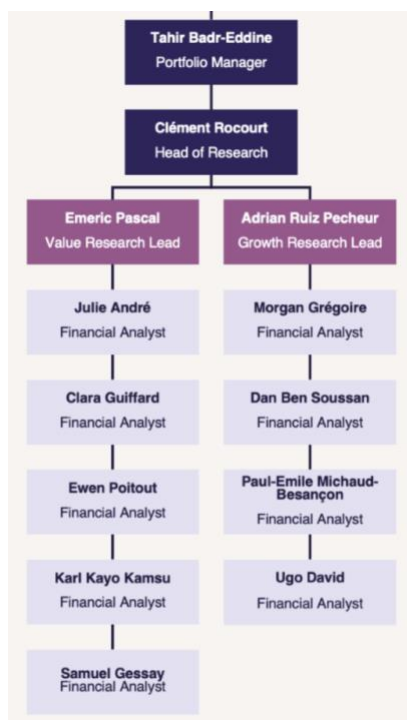 Tahir Badr-Eddine
Portfolio Manager
Clément Rocourt
Head of Research
Emeric Pascal
Value Research Lead
Adrian Ruiz Pecheur
Growth Research Lead
Julie André
Financial Analyst
Morgan Grégoire
Financial Analyst
Clara Guiffard
Financial Analyst
Dan Ben Soussan
Financial Analyst
Ewen Poitout
Financial Analyst
Paul-Emile Michaud-
Besançon
Financial Analyst
Karl Kayo Kamsu
Financial Analyst
Ugo David
Financial Analyst
Samuel Gessay
Financial Analyst